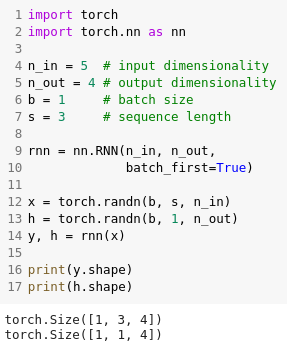 1 import torch
2 import torch.nn as nn
3
4 n_in = 5  # input dimensionality
5 n_out = 4 # output dimensionality
6 b = 1     # batch size
7 s = 3     # sequence length
8
9 rnn = nn.RNN(n_in, n_out,
10              batch_first=True)
11
12 x = torch.randn(b, s, n_in)
13 h = torch.randn(b, 1, n_out)
14 y, h = rnn(x)
15
16 print(y.shape)
17 print(h.shape)
torch.Size([1, 3, 4])
torch.Size([1, 1, 4])